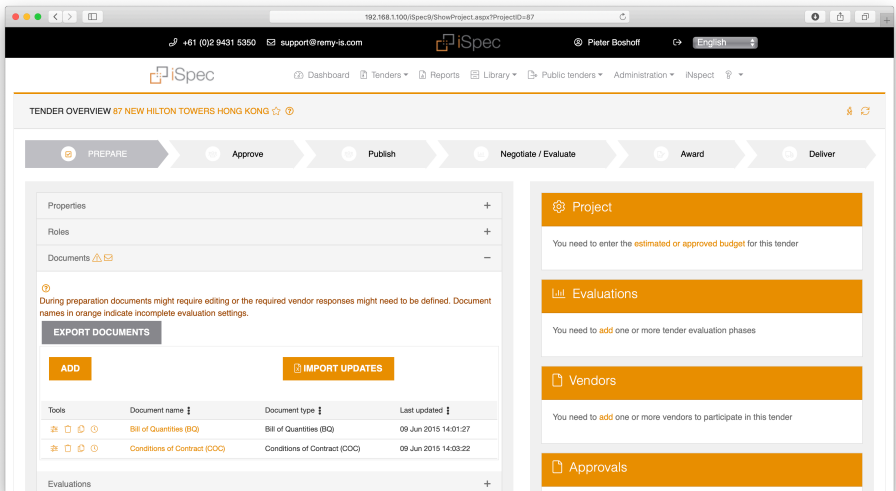 192.168.1.100/iSpec9/ShowProject.aspx?ProjectID=87
+61 (0)2 9431 5350 support@remy-is.com iSpec Pieter Boshoff English
iSpec Dashboard Tenders Reports Library Public tenders Administration iNspect
TENDER OVERVIEW 87 NEW HILTON TOWERS HONG KONG
PREPARE Approve Publish Negotiate / Evaluate Award Deliver
Properties
Roles
Documents
During preparation documents might require editing or the required vendor responses might need to be defined. Document
names in orange indicate incomplete evaluation settings.
EXPORT DOCUMENTS
ADD IMPORT UPDATES
Tools Document name Document type Last updated
Bill of Quantities (BQ) Bill of Quantities (BQ) 09 Jun 2015 14:01:27
Conditions of Contract (COC) Conditions of Contract (COC) 09 Jun 2015 14:03:22
Evaluations
Project
You need to enter the estimated or approved budget for this tender
Evaluations
You need to add one or more tender evaluation phases
Vendors
You need to add one or more vendors to participate in this tender
Approvals